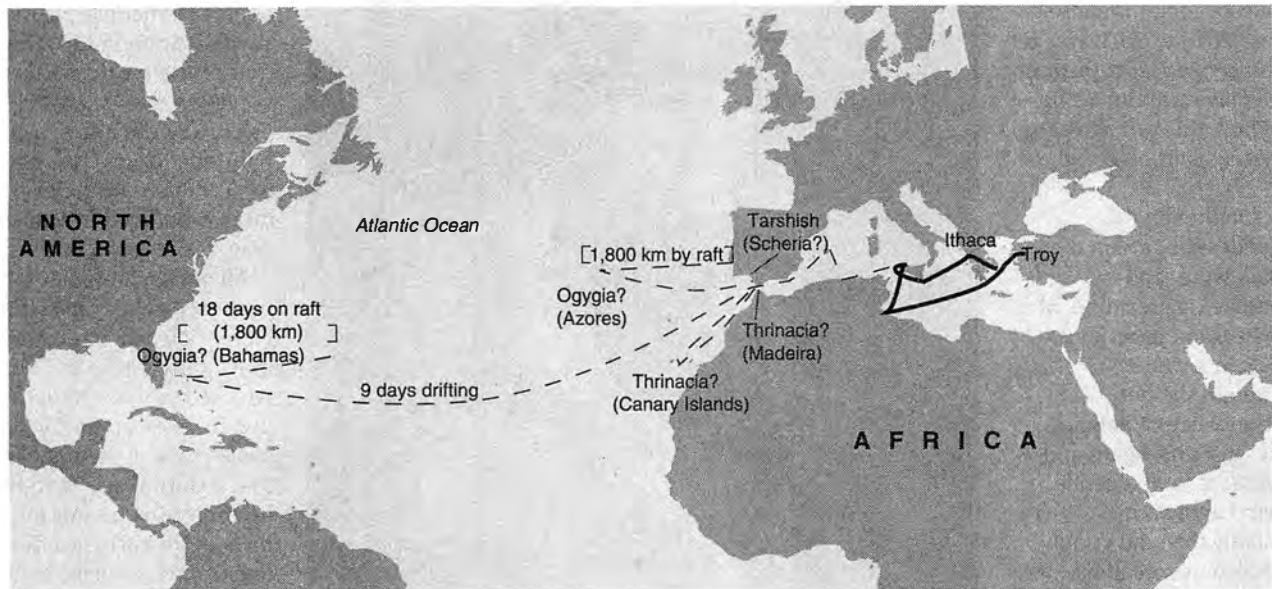 NORTH
AMERICA
Atlantic Ocean
18 days on raft
[ (1,800 km) ]
Ogygia? (Bahamas)
9 days drifting
[1,800 km by raft]
Ogygia?
(Azores)
Tarshish
(Scheria?)
Ithaca
Troy
Thrinacia?
(Madeira)
Thrinacia?
(Canary Islands)
AFRICA